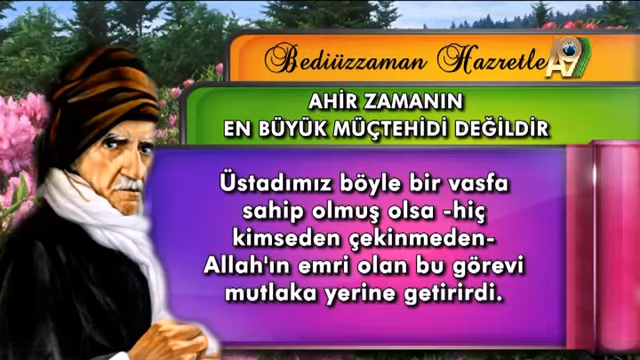 Bediüzzaman Hazretle
A9
AHİR ZAMANIN
EN BÜYÜK MÜÇTEHİDİ DEĞİLDİR
Üstadımız böyle bir vasfa
sahip olmuş olsa -hiç
kimseden çekinmeden-
Allah'ın emri olan bu görevi
mutlaka yerine getirirdi.